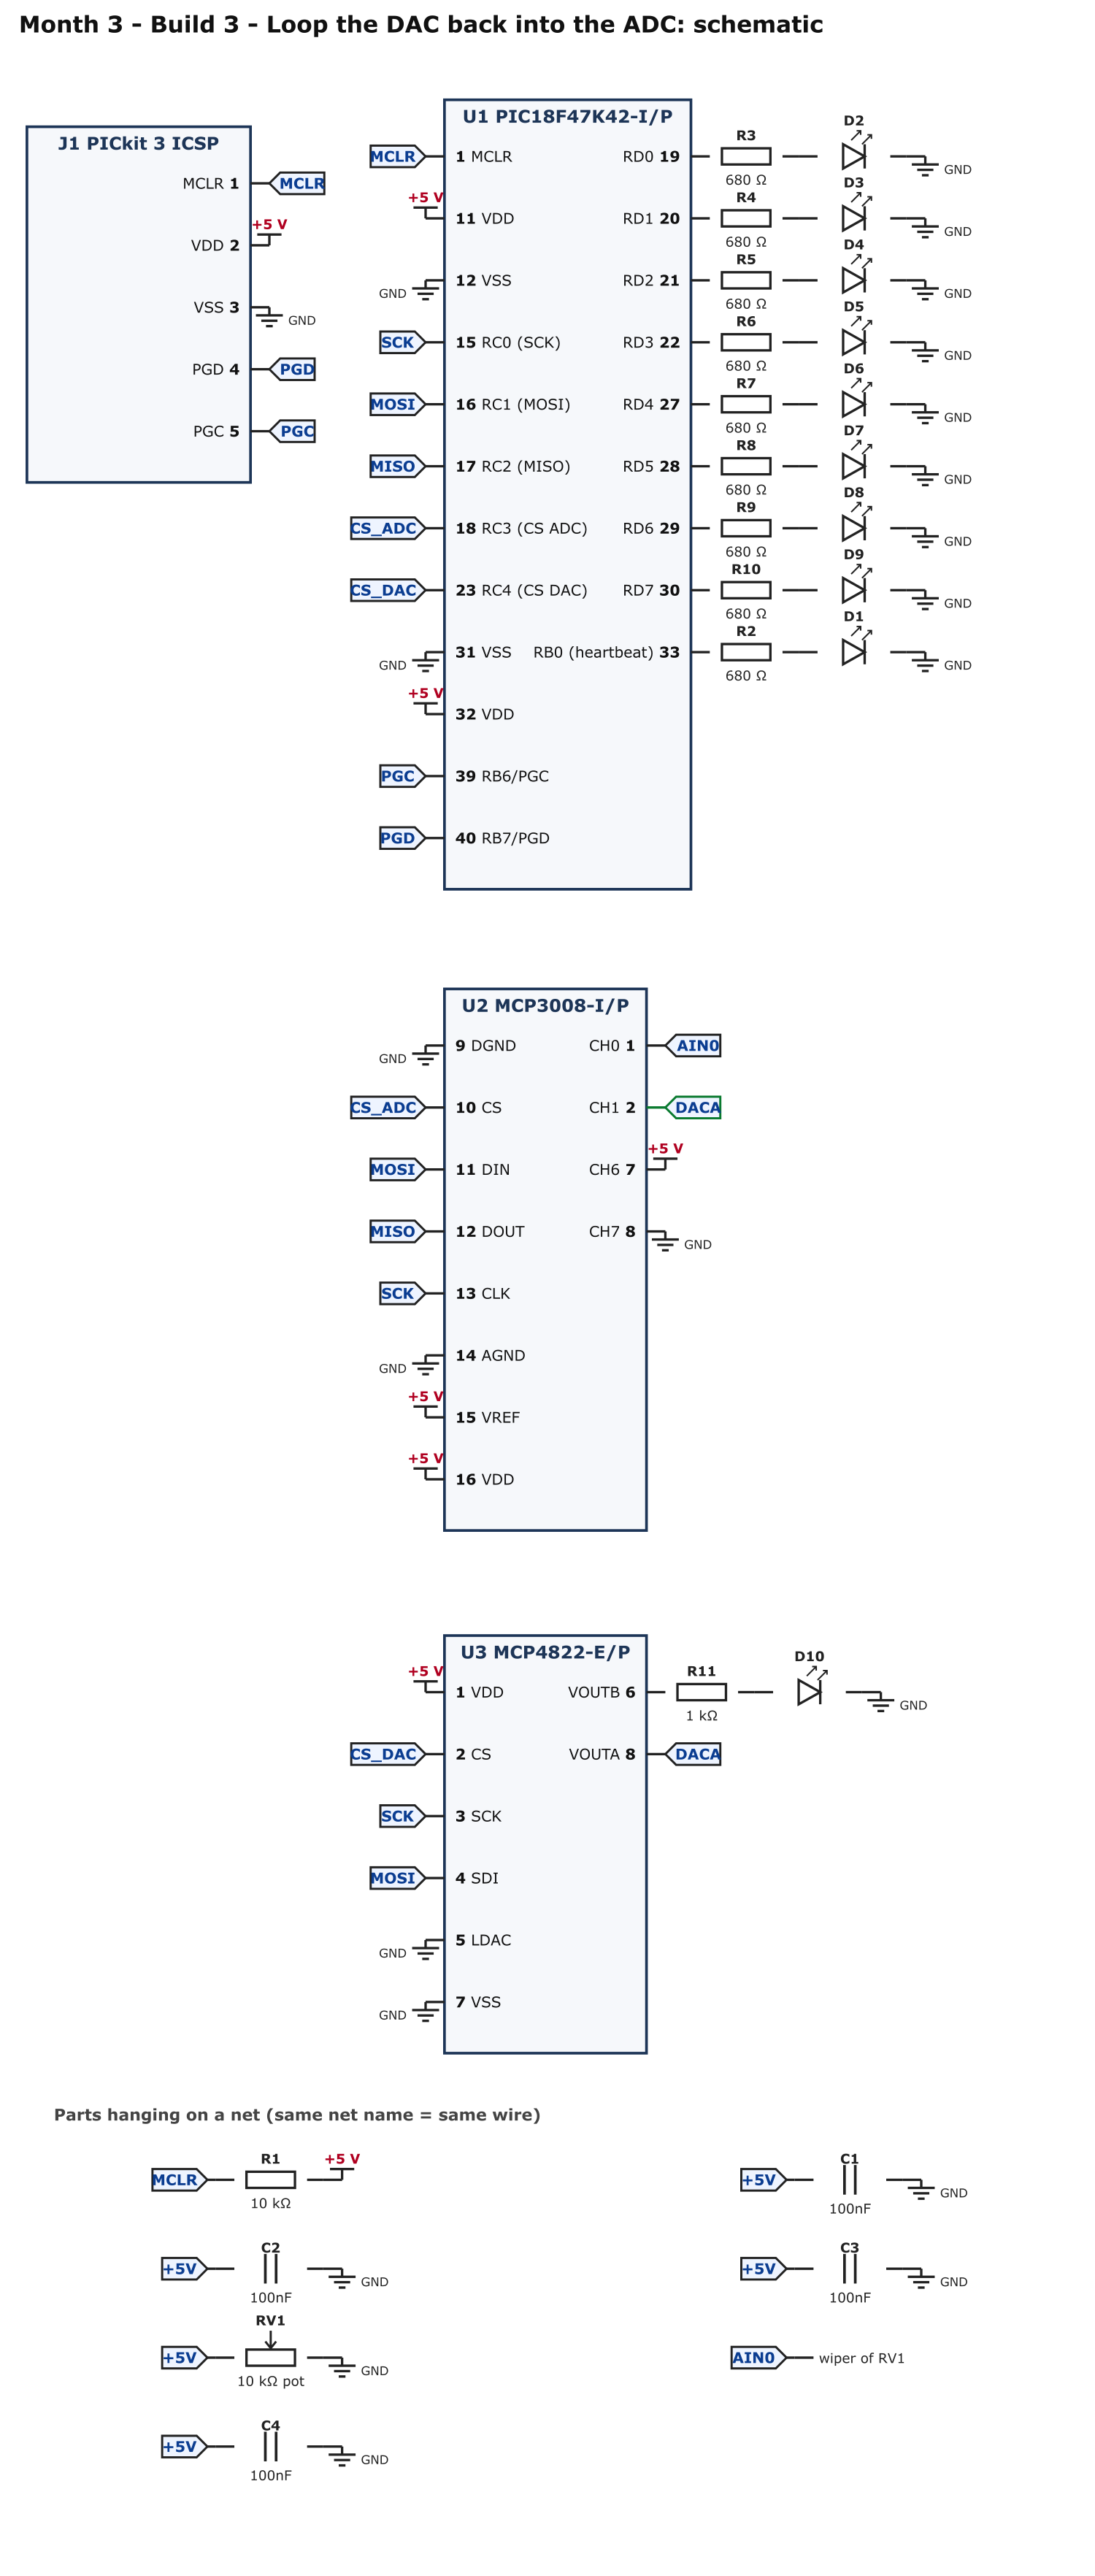 Month 3 - Build 3 - Loop the DAC back into the ADC: schematic
J1 PICkit 3 ICSP
MCLR 1 MCLR
+5 V
VDD 2
VSS 3 GND
PGD 4 PGD
PGC 5 PGC
U1 PIC18F47K42-I/P
MCLR 1 MCLR
+5 V
11 VDD
GND 12 VSS
SCK 15 RC0 (SCK)
MOSI 16 RC1 (MOSI)
MISO 17 RC2 (MISO)
CS_ADC 18 RC3 (CS ADC)
CS_DAC 23 RC4 (CS DAC)
GND 31 VSS
+5 V
32 VDD
PGC 39 RB6/PGC
PGD 40 RB7/PGD
RD0 19 R3 680 Ω D2 GND
RD1 20 R4 680 Ω D3 GND
RD2 21 R5 680 Ω D4 GND
RD3 22 R6 680 Ω D5 GND
RD4 27 R7 680 Ω D6 GND
RD5 28 R8 680 Ω D7 GND
RD6 29 R9 680 Ω D8 GND
RD7 30 R10 680 Ω D9 GND
RB0 (heartbeat) 33 R2 680 Ω D1 GND
U2 MCP3008-I/P
GND 9 DGND
CS_ADC 10 CS
MOSI 11 DIN
MISO 12 DOUT
SCK 13 CLK
GND 14 AGND
+5 V
15 VREF
+5 V
16 VDD
CH0 1 AIN0
CH1 2 DACA
+5 V
CH6 7
CH7 8 GND
U3 MCP4822-E/P
+5 V
1 VDD
CS_DAC 2 CS
SCK 3 SCK
MOSI 4 SDI
GND 5 LDAC
GND 7 VSS
VOUTB 6 R11 1 kΩ D10 GND
VOUTA 8 DACA
Parts hanging on a net (same net name = same wire)
MCLR R1 10 kΩ +5 V
+5V C1 100nF GND
+5V C2 100nF GND
+5V C3 100nF GND
+5V RV1 10 kΩ pot GND
AIN0 wiper of RV1
+5V C4 100nF GND